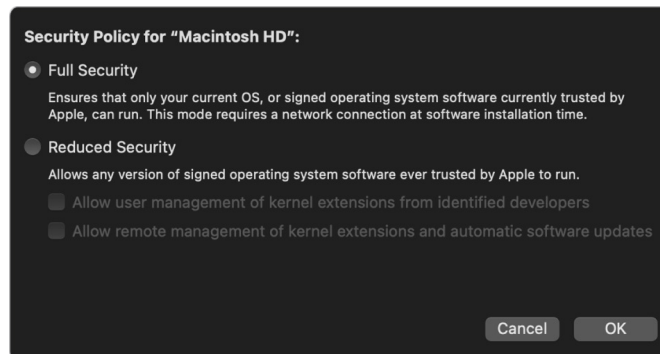 Security Policy for “Macintosh HD”:
Full Security
Ensures that only your current OS, or signed operating system software currently trusted by
Apple, can run. This mode requires a network connection at software installation time.
Reduced Security
Allows any version of signed operating system software ever trusted by Apple to run.
Allow user management of kernel extensions from identified developers
Allow remote management of kernel extensions and automatic software updates
Cancel OK